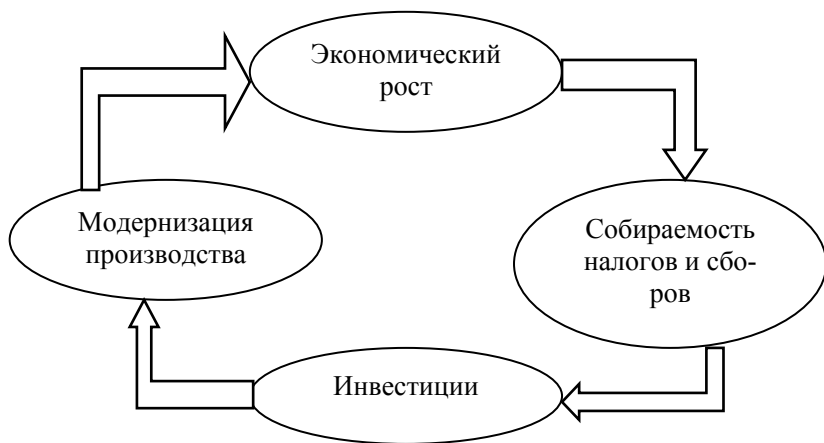 Экономический
рост
Модернизация
производства
Собираемость
налогов и сбо-
ров
Инвестиции